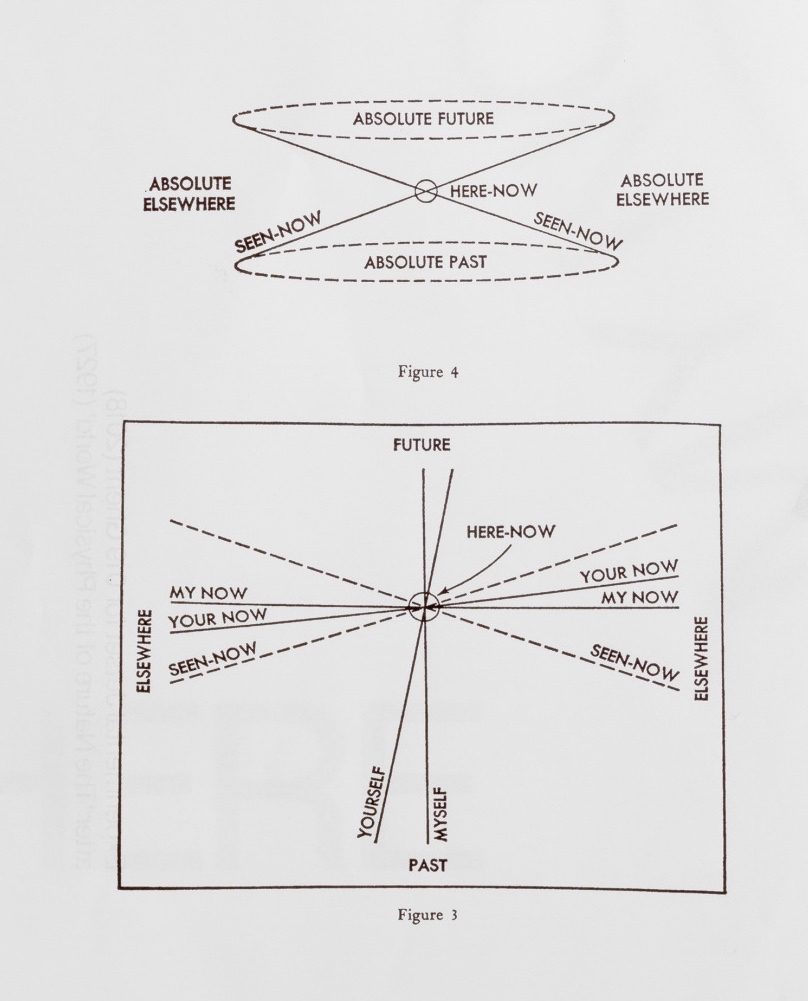 ABSOLUTE FUTURE
ABSOLUTE
ELSEWHERE
HERE-NOW
ABSOLUTE
ELSEWHERE
SEEN-NOW
SEEN-NOW
ABSOLUTE PAST
Figure 4
FUTURE
HERE-NOW
MY NOW
YOUR NOW
YOUR NOW
MY NOW
ELSEWHERE
SEEN-NOW
SEEN-NOW
ELSEWHERE
YOURSELF
MYSELF
PAST
Figure 3